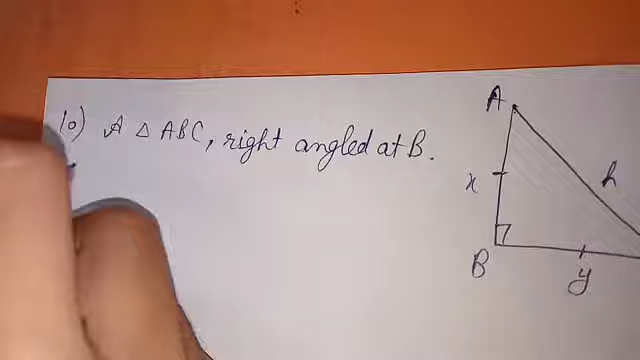 10) A △ ABC, right angled at B.
A
x
h
B
y